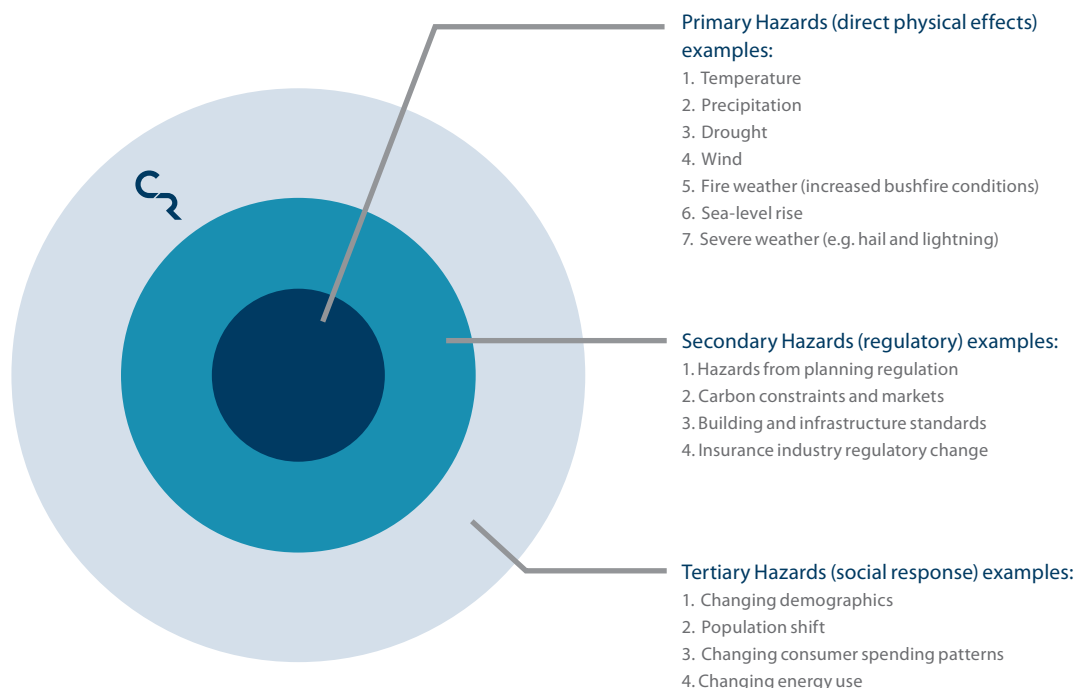 Primary Hazards (direct physical effects)
examples:
1. Temperature
2. Precipitation
3. Drought
4. Wind
5. Fire weather (increased bushfire conditions)
6. Sea-level rise
7. Severe weather (e.g. hail and lightning)
CR
Secondary Hazards (regulatory) examples:
1. Hazards from planning regulation
2. Carbon constraints and markets
3. Building and infrastructure standards
4. Insurance industry regulatory change
Tertiary Hazards (social response) examples:
1. Changing demographics
2. Population shift
3. Changing consumer spending patterns
4. Changing energy use